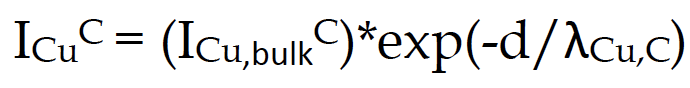 I_Cu^C = (I_Cu,bulk^C)*exp(-d/λ_Cu,C)